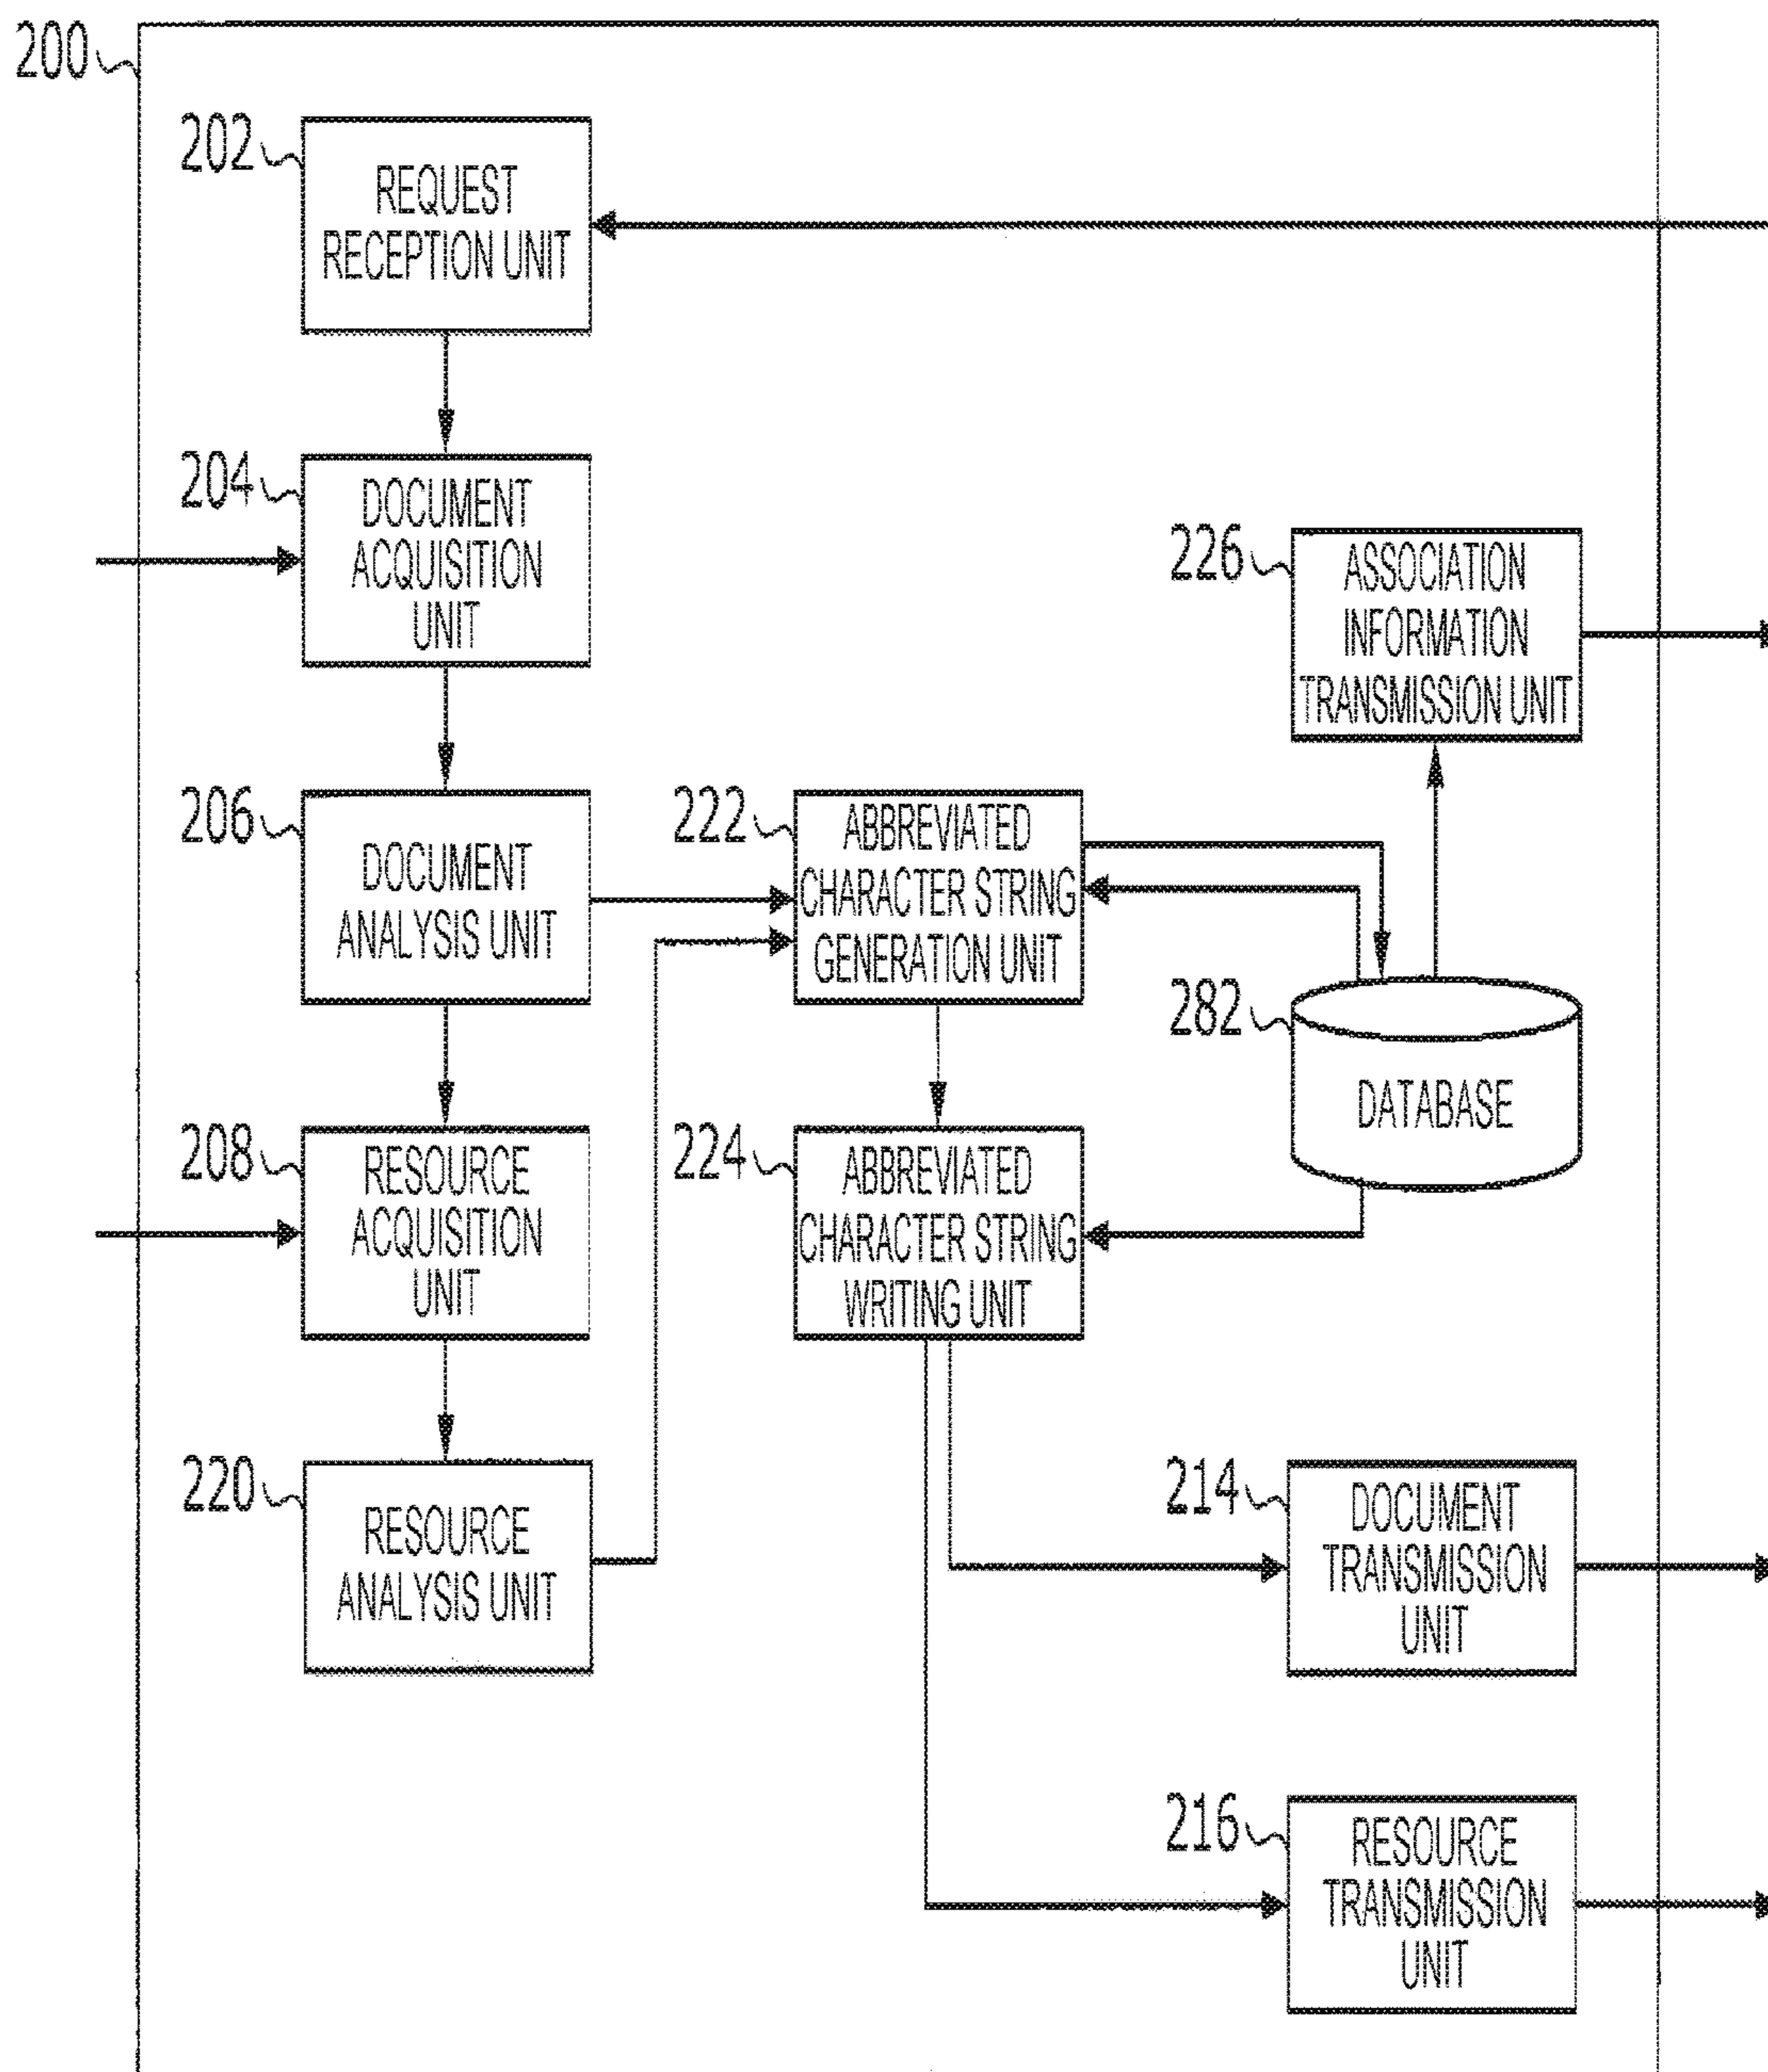 200
202
REQUEST
RECEPTION UNIT
204
DOCUMENT
ACQUISITION
UNIT
226
ASSOCIATION
INFORMATION
TRANSMISSION UNIT
206
DOCUMENT
ANALYSIS UNIT
222
ABBREVIATED
CHARACTER STRING
GENERATION UNIT
282
DATABASE
208
RESOURCE
ACQUISITION
UNIT
224
ABBREVIATED
CHARACTER STRING
WRITING UNIT
220
RESOURCE
ANALYSIS UNIT
214
DOCUMENT
TRANSMISSION
UNIT
216
RESOURCE
TRANSMISSION
UNIT